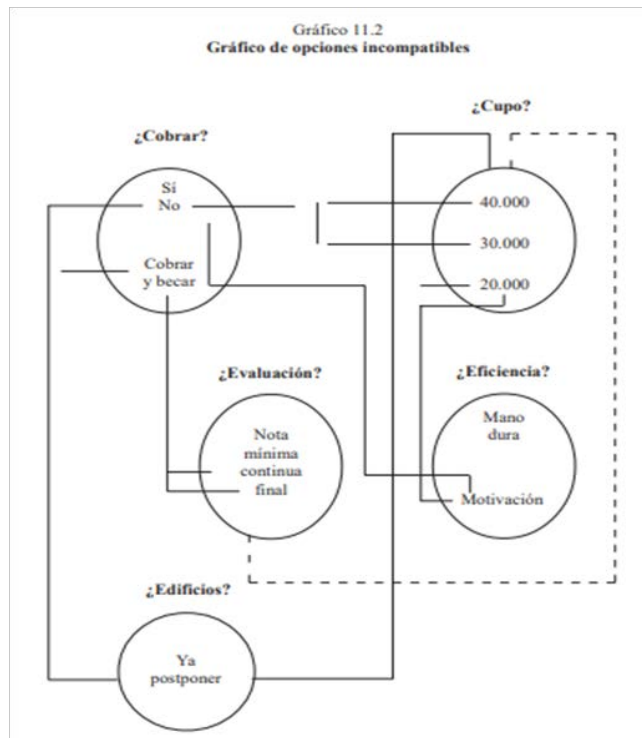 Gráfico 11.2
Gráfico de opciones incompatibles
¿Cobrar?
Sí
No
Cobrar
y becar
¿Cupo?
40.000
30.000
20.000
¿Evaluación?
Nota
mínima
continua
final
¿Eficiencia?
Mano
dura
Motivación
¿Edificios?
Ya
postponer